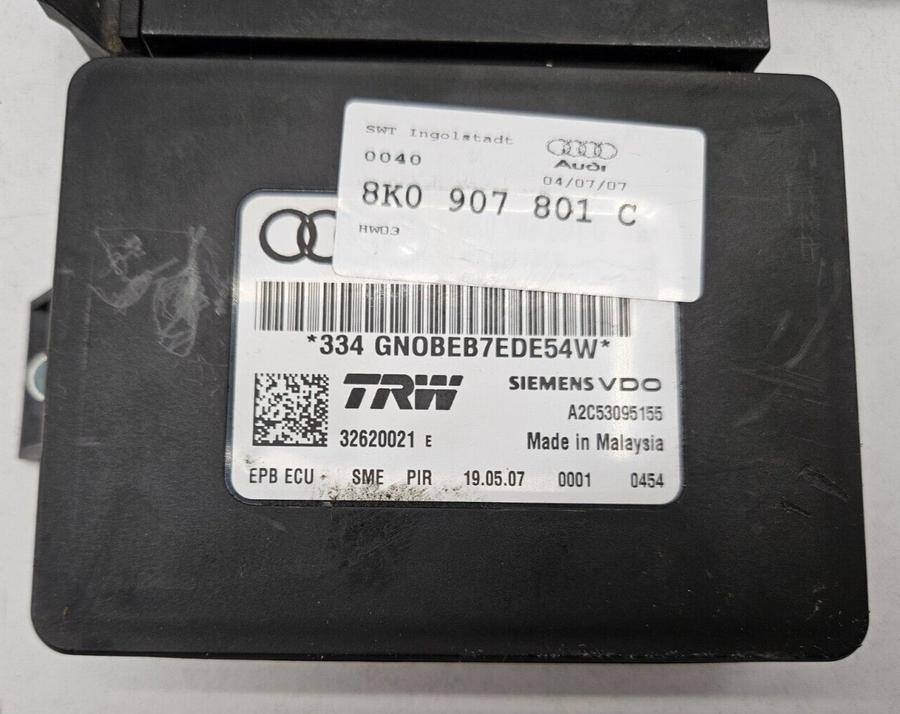 SWT Ingolstadt
0040
Audi
04/07/07
8K0 907 801 C
HW03
*334 GN0BEB7EDE54W*
TRW
SIEMENS VDO
A2C53095155
32620021 E
Made in Malaysia
EPB ECU SME PIR 19.05.07 0001 0454